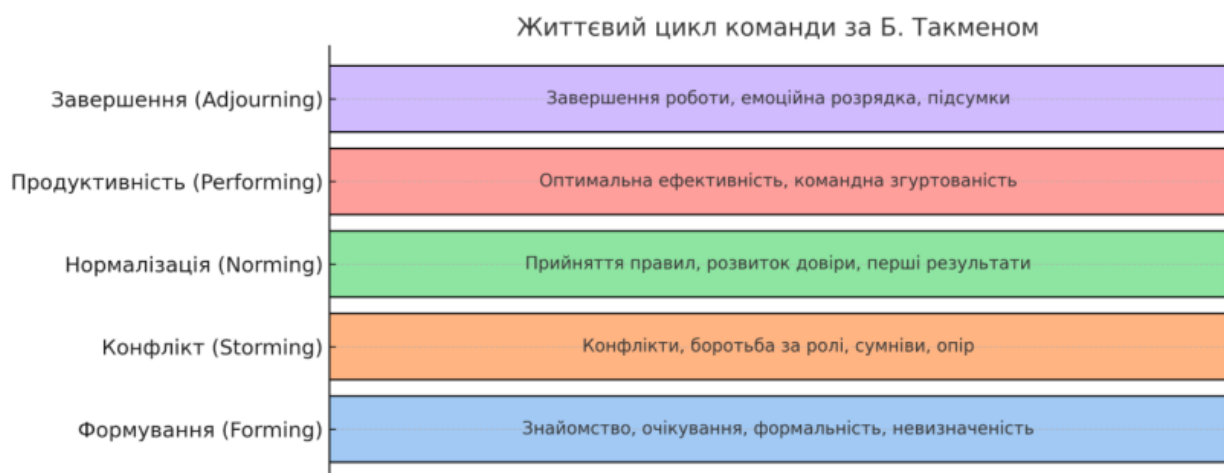 Життєвий цикл команди за Б. Такменом
Завершення (Adjourning)
Завершення роботи, емоційна розрядка, підсумки
Продуктивність (Performing)
Оптимальна ефективність, командна згуртованість
Нормалізація (Norming)
Прийняття правил, розвиток довіри, перші результати
Конфлікт (Storming)
Конфлікти, боротьба за ролі, сумніви, опір
Формування (Forming)
Знайомство, очікування, формальність, невизначеність